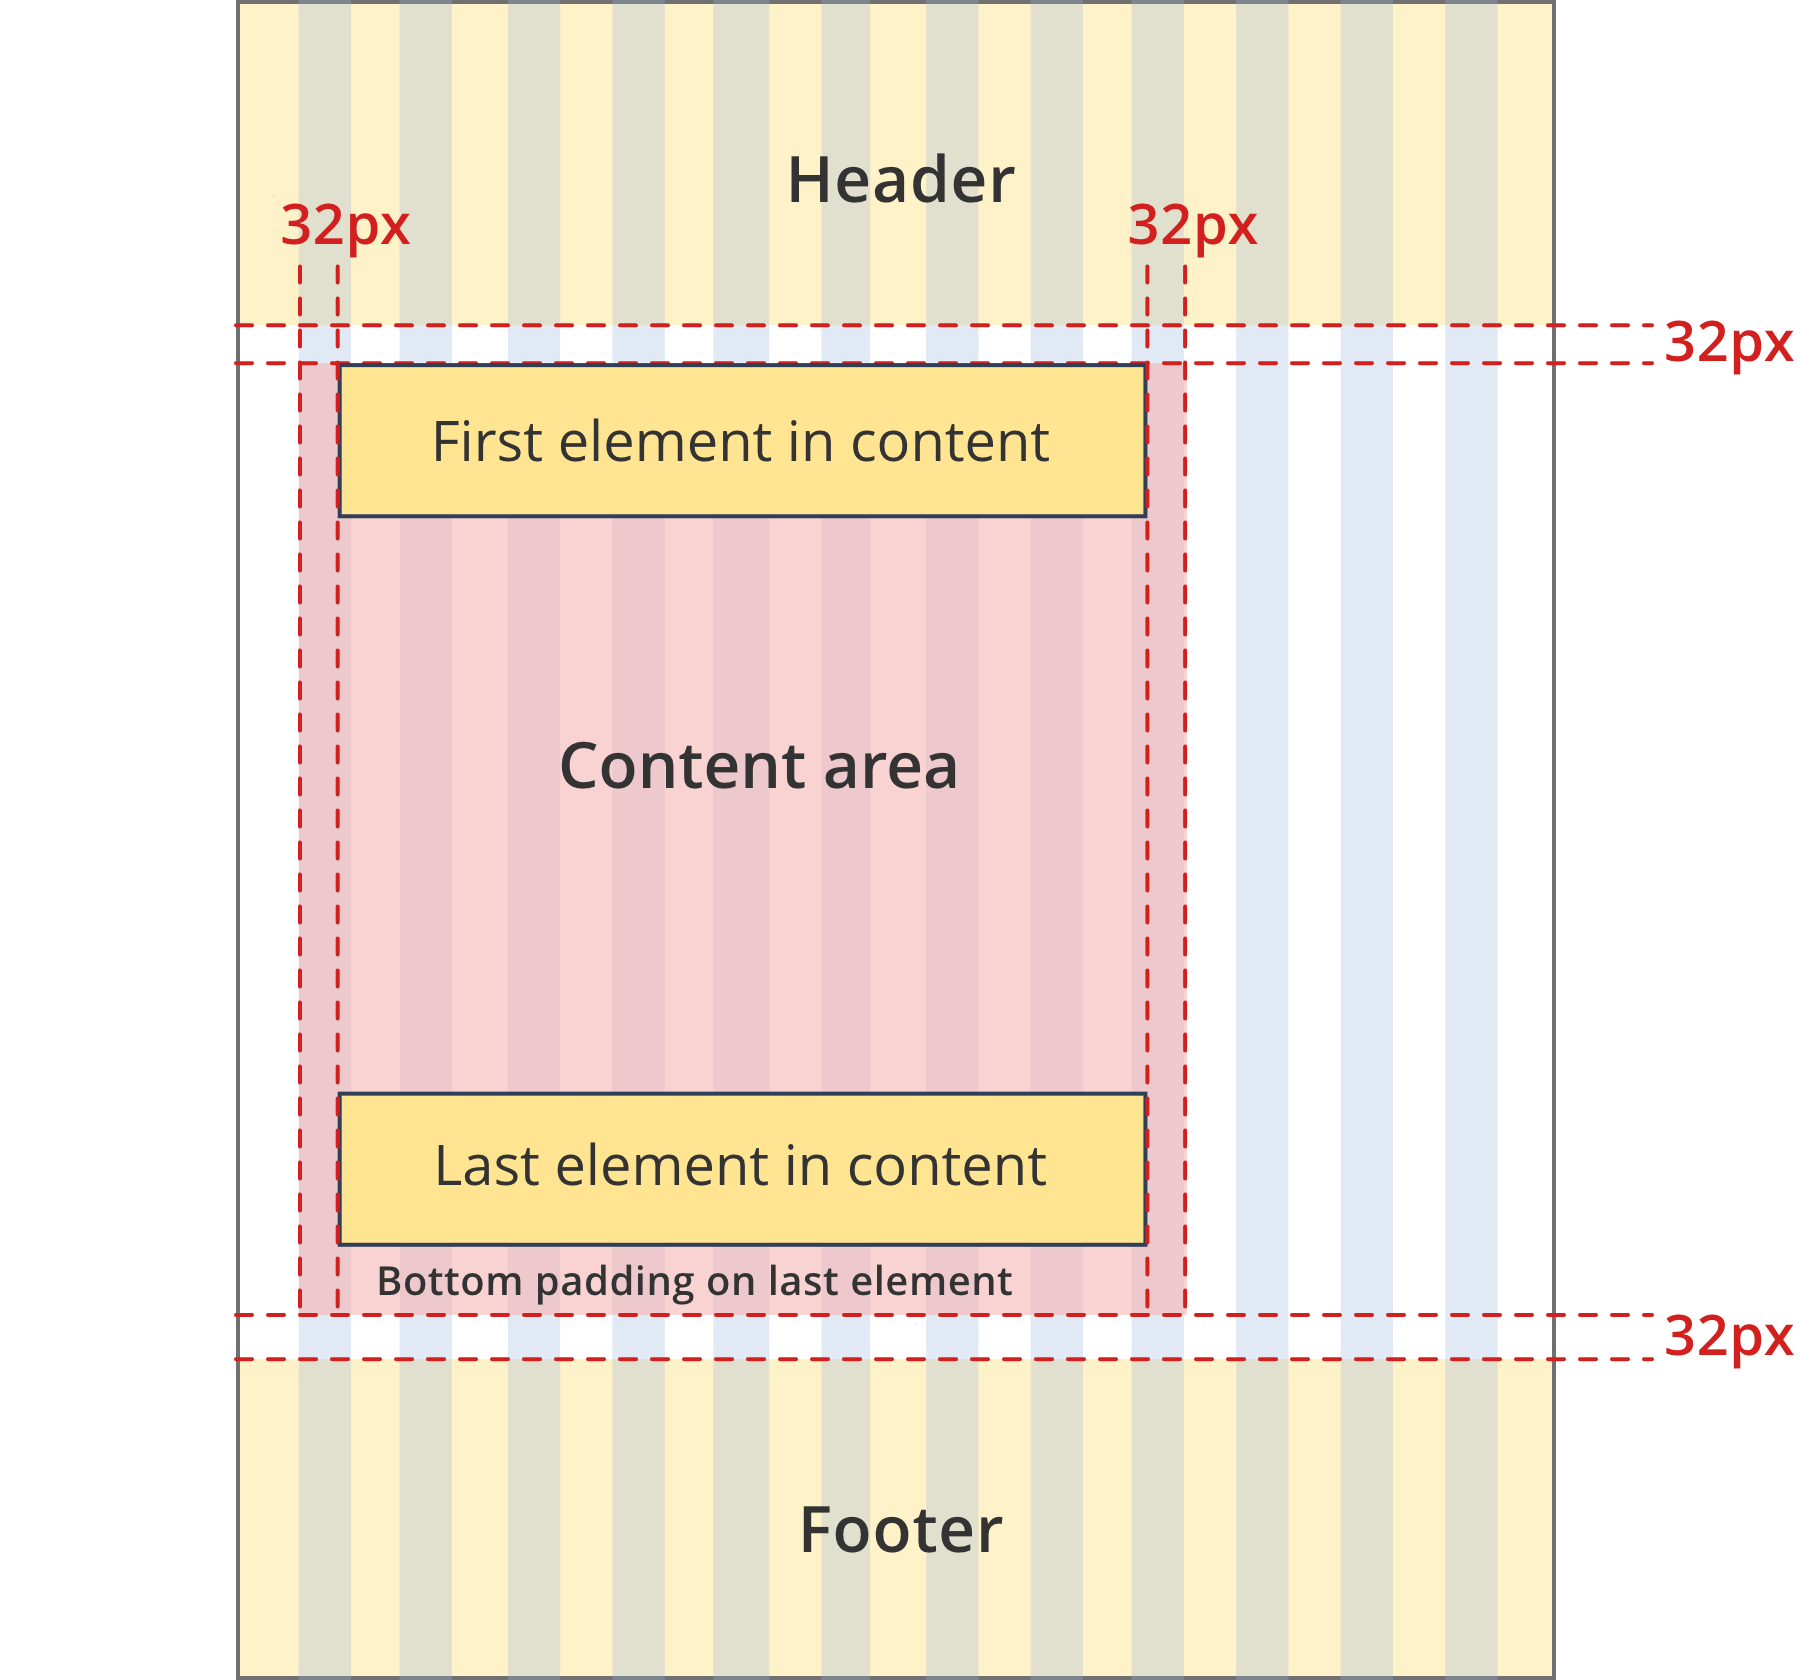 Header
32px
32px
32px
First element in content
Content area
Last element in content
Bottom padding on last element
32px
Footer